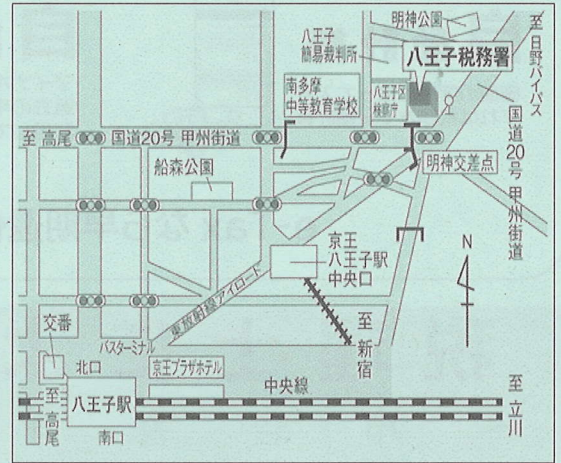 明神公園
至 日野バイパス
八王子
簡易裁判所
八王子税務署
南多摩
中等教育学校
八王子区
検察庁
国道20号 甲州街道
至 高尾
国道20号 甲州街道
明神交差点
船森公園
京王
八王子駅
中央口
N
東放射線アイロード
至 新宿
交番
バスターミナル
北口
京王プラザホテル
中央線
至 立川
至 高尾
八王子駅
南口